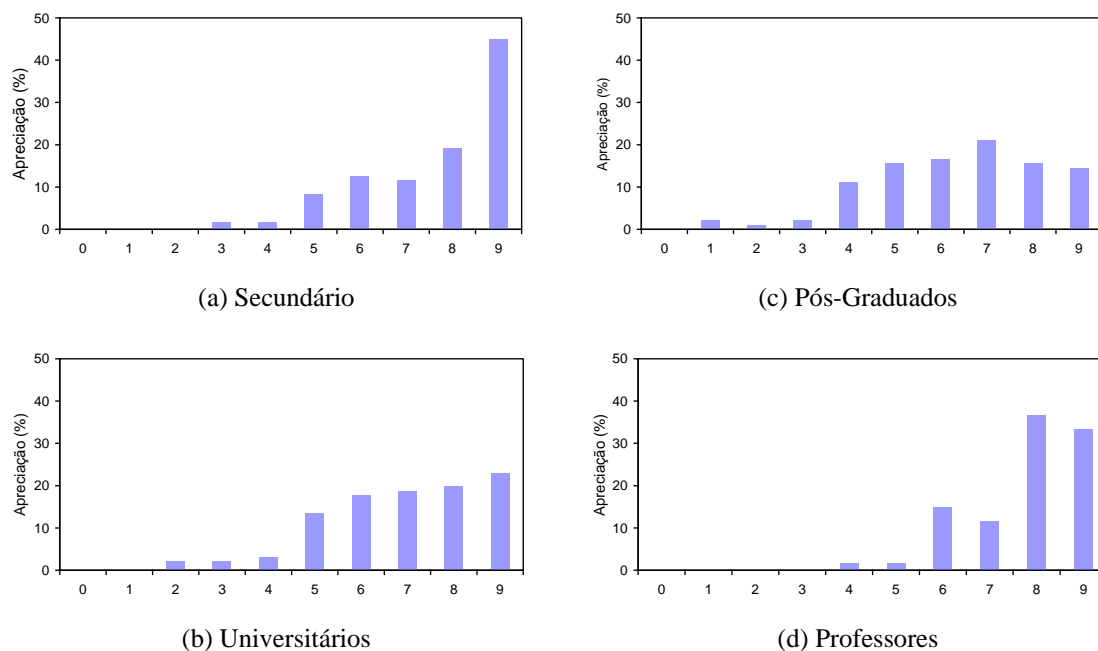 50
40
30
20
10
0
Apreciação (%)
0 1 2 3 4 5 6 7 8 9
(a) Secundário
50
40
30
20
10
0
Apreciação (%)
0 1 2 3 4 5 6 7 8 9
(c) Pós-Graduados
50
40
30
20
10
0
Apreciação (%)
0 1 2 3 4 5 6 7 8 9
(b) Universitários
50
40
30
20
10
0
Apreciação (%)
0 1 2 3 4 5 6 7 8 9
(d) Professores